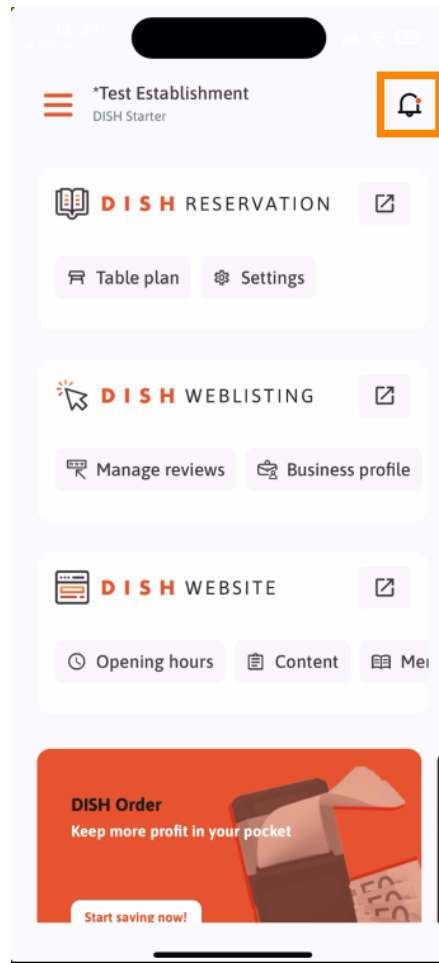 *Test Establishment
DISH Starter
DISH RESERVATION
Table plan Settings
DISH WEBLISTING
Manage reviews Business profile
DISH WEBSITE
Opening hours Content
DISH Order
Keep more profit in your pocket
Start saving now!